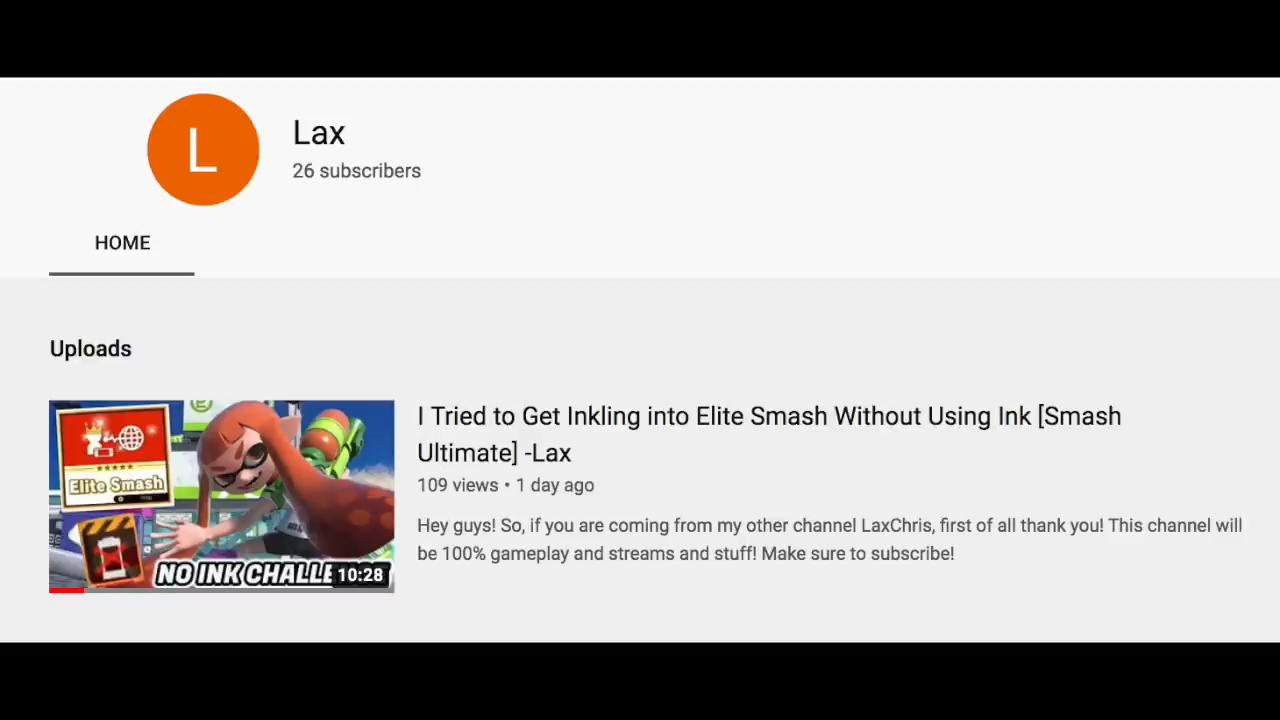 L
Lax
26 subscribers
HOME
Uploads
Elite Smash
NO INK CHALLE
10:28
I Tried to Get Inkling into Elite Smash Without Using Ink [Smash
Ultimate] -Lax
109 views • 1 day ago
Hey guys! So, if you are coming from my other channel LaxChris, first of all thank you! This channel will
be 100% gameplay and streams and stuff! Make sure to subscribe!